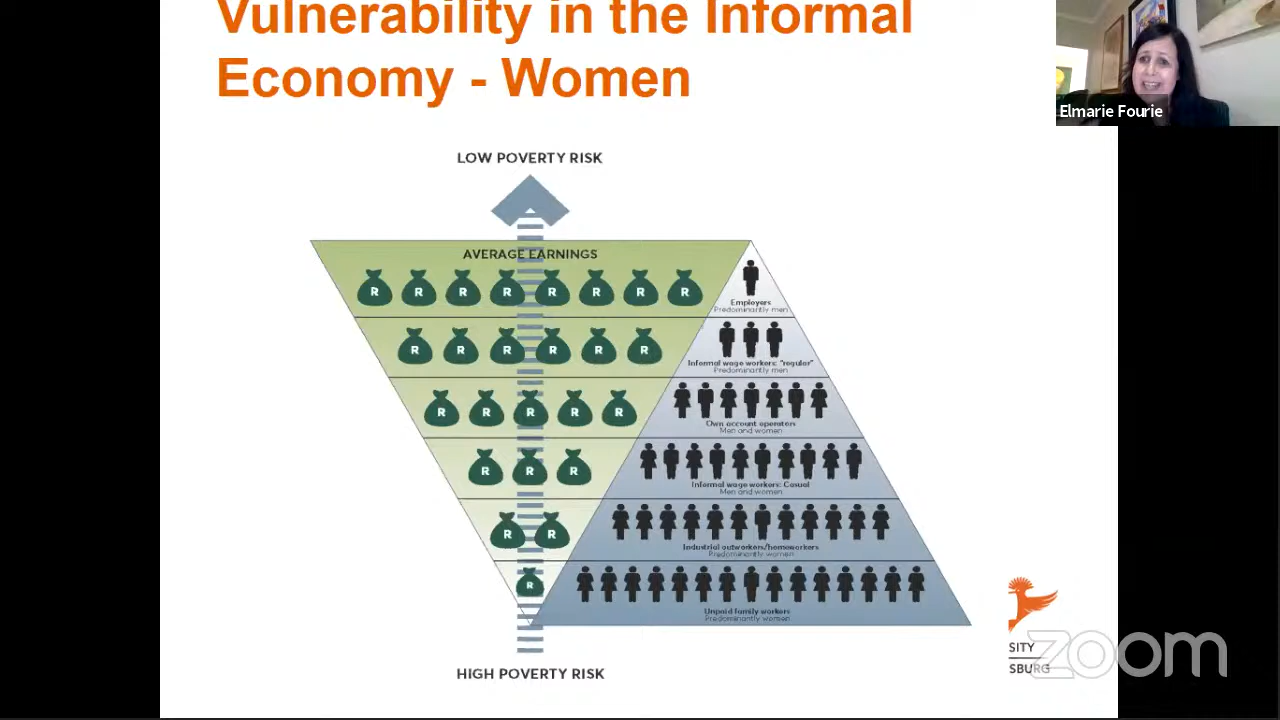 Vulnerability in the Informal
Economy - Women
Elmarie Fourie
LOW POVERTY RISK
AVERAGE EARNINGS
R R R R R R R R
Employers
Predominantly men
R R R R R R
Informal wage workers: "regular"
Predominantly men
R R R R R
Own account operators
Men and women
R R R
Informal wage workers: Casual
Men and women
R R
Industrial outworkers/homeworkers
Predominantly women
R
Unpaid family workers
Predominantly women
HIGH POVERTY RISK
SITY
SBURG
zoom